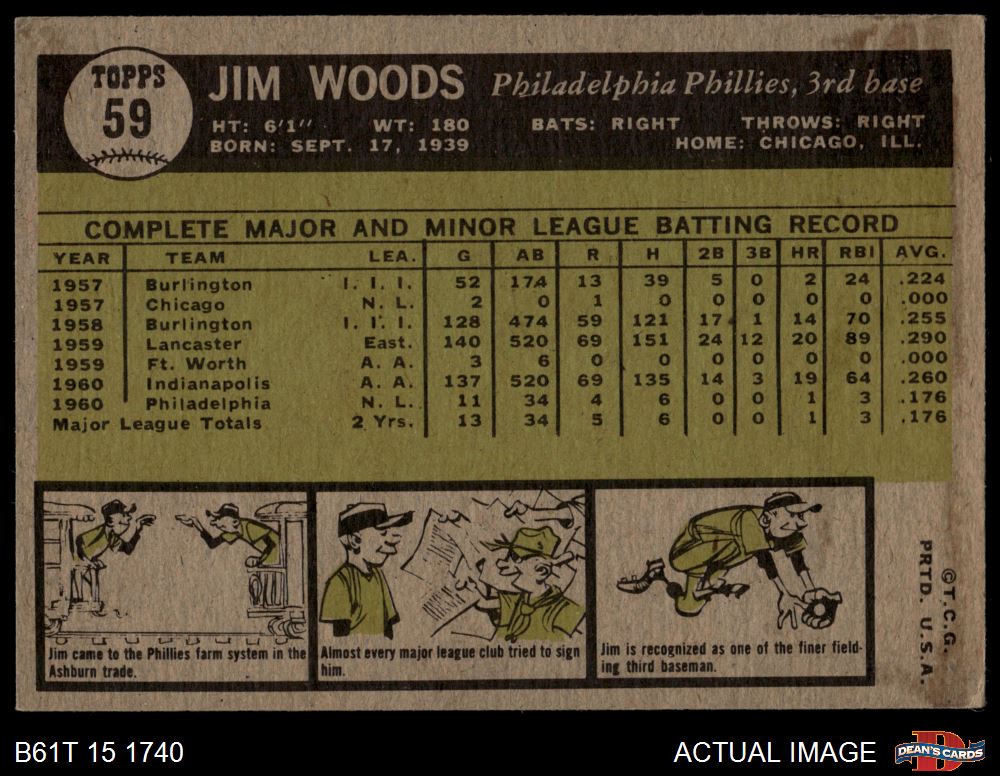 TOPPS
59
JIM WOODS Philadelphia Phillies, 3rd base
HT: 6'1" WT: 180 BATS: RIGHT THROWS: RIGHT
BORN: SEPT. 17, 1939 HOME: CHICAGO, ILL.
COMPLETE MAJOR AND MINOR LEAGUE BATTING RECORD
YEAR TEAM LEA. G AB R H 2B 3B HR RBI AVG.
1957 Burlington I. I. I. 52 174 13 39 5 0 2 24 .224
1957 Chicago N. L. 2 0 1 0 0 0 0 0 .000
1958 Burlington I. I. I. 128 474 59 121 17 1 14 70 .255
1959 Lancaster East. 140 520 69 151 24 12 20 89 .290
1959 Ft. Worth A. A. 3 6 0 0 0 0 0 0 .000
1960 Indianapolis A. A. 137 520 69 135 14 3 19 64 .260
1960 Philadelphia N. L. 11 34 4 6 0 0 1 3 .176
Major League Totals 2 Yrs. 13 34 5 6 0 0 1 3 .176
Jim came to the Phillies farm system in the
Ashburn trade.
Almost every major league club tried to sign
him.
Jim is recognized as one of the finer field-
ing third baseman.
© T. C. G.
PRTD. U. S. A.
B61T 15 1740
ACTUAL IMAGE
DEAN'S CARDS